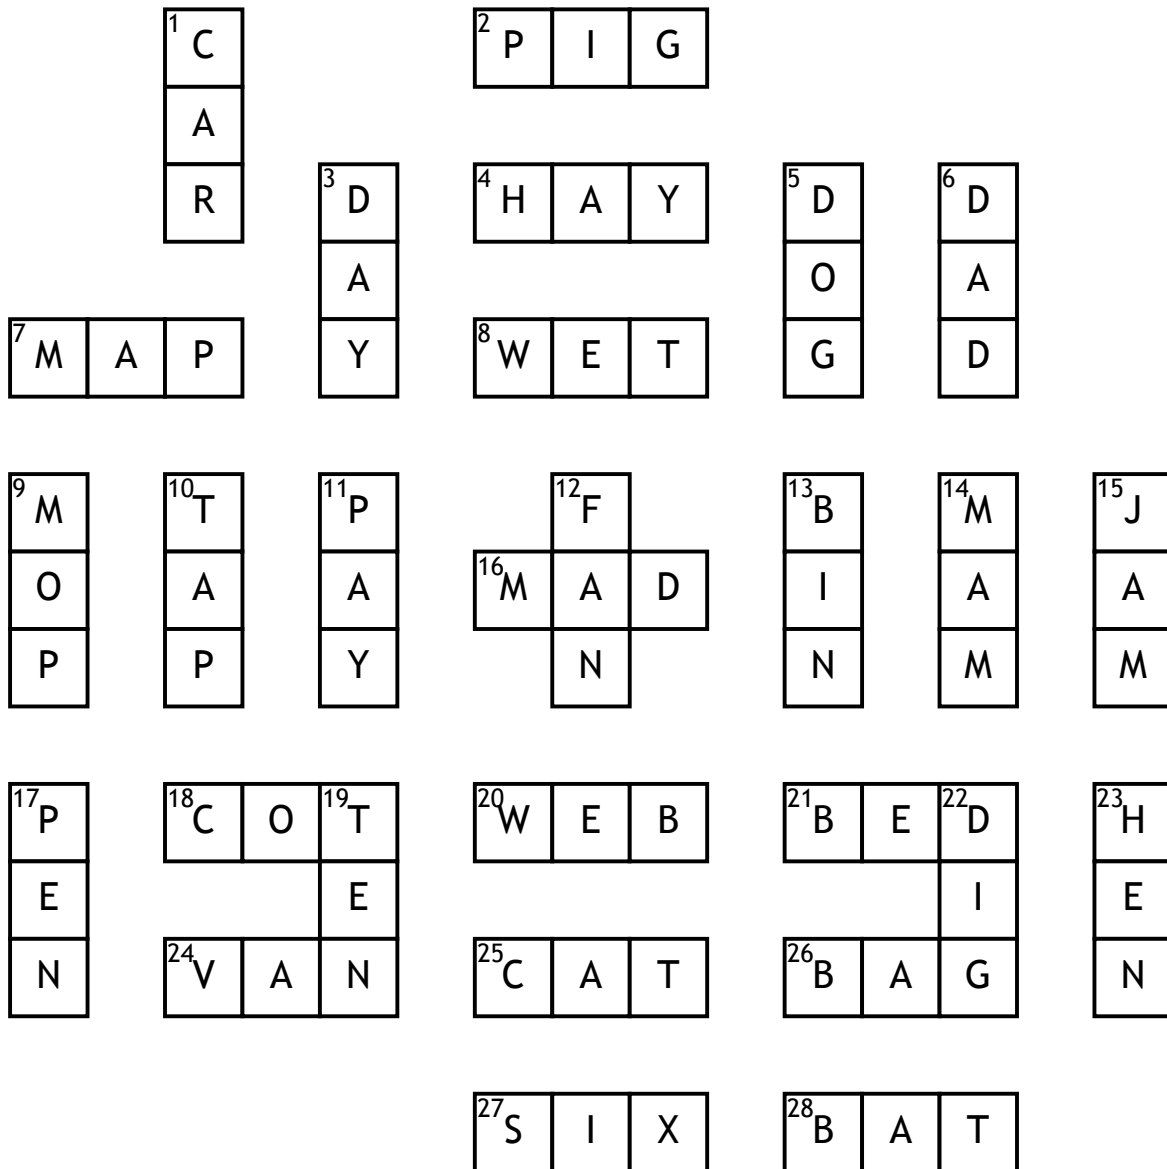 1 C 2 P I G
A
R 3 D 4 H A Y 5 D 6 D
A O A
7 M A P Y 8 W E T G D
9 M 10 T 11 P 12 F 13 B 14 M 15 J
O A A 16 M A D I A A
P P Y N N M M
17 P 18 C O 19 T 20 W E B 21 B E 22 D 23 H
E E I E
N 24 V A N 25 C A T 26 B A G N
27 S I X 28 B A T